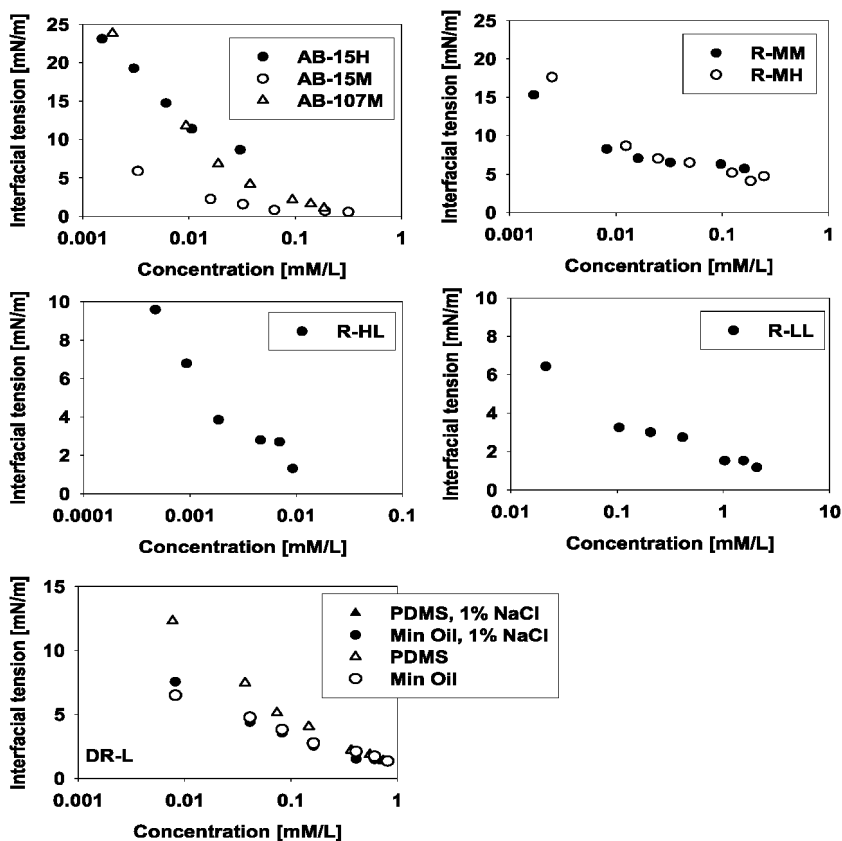 Interfacial tension [mN/m]
25
20
15
10
5
0
AB-15H
AB-15M
AB-107M
0.001 0.01 0.1 1
Concentration [mM/L]
Interfacial tension [mN/m]
25
20
15
10
5
0
R-MM
R-MH
0.001 0.01 0.1 1
Concentration [mM/L]
Interfacial tension [mN/m]
10
8
6
4
2
0
R-HL
0.0001 0.001 0.01 0.1
Concentration [mM/L]
Interfacial tension [mN/m]
10
8
6
4
2
0
R-LL
0.01 0.1 1 10
Concentration [mM/L]
Interfacial tension [mN/m]
15
10
5
0
PDMS, 1% NaCl
Min Oil, 1% NaCl
PDMS
Min Oil
DR-L
0.001 0.01 0.1 1
Concentration [mM/L]